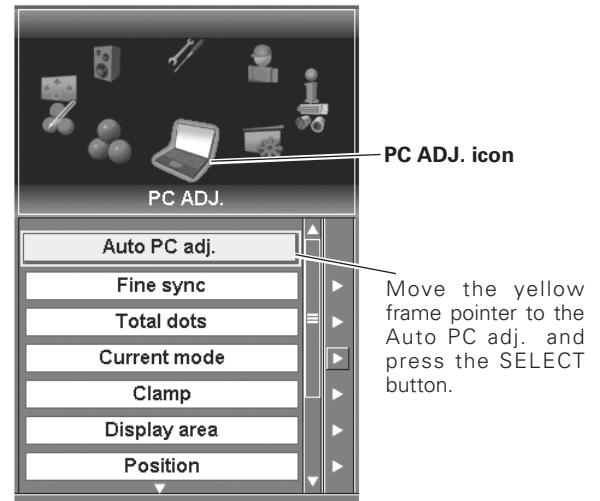 PC ADJ. icon
PC ADJ.
Auto PC adj.
Fine sync
Total dots
Current mode
Clamp
Display area
Position
Move the yellow
frame pointer to the
Auto PC adj. and
press the SELECT
button.